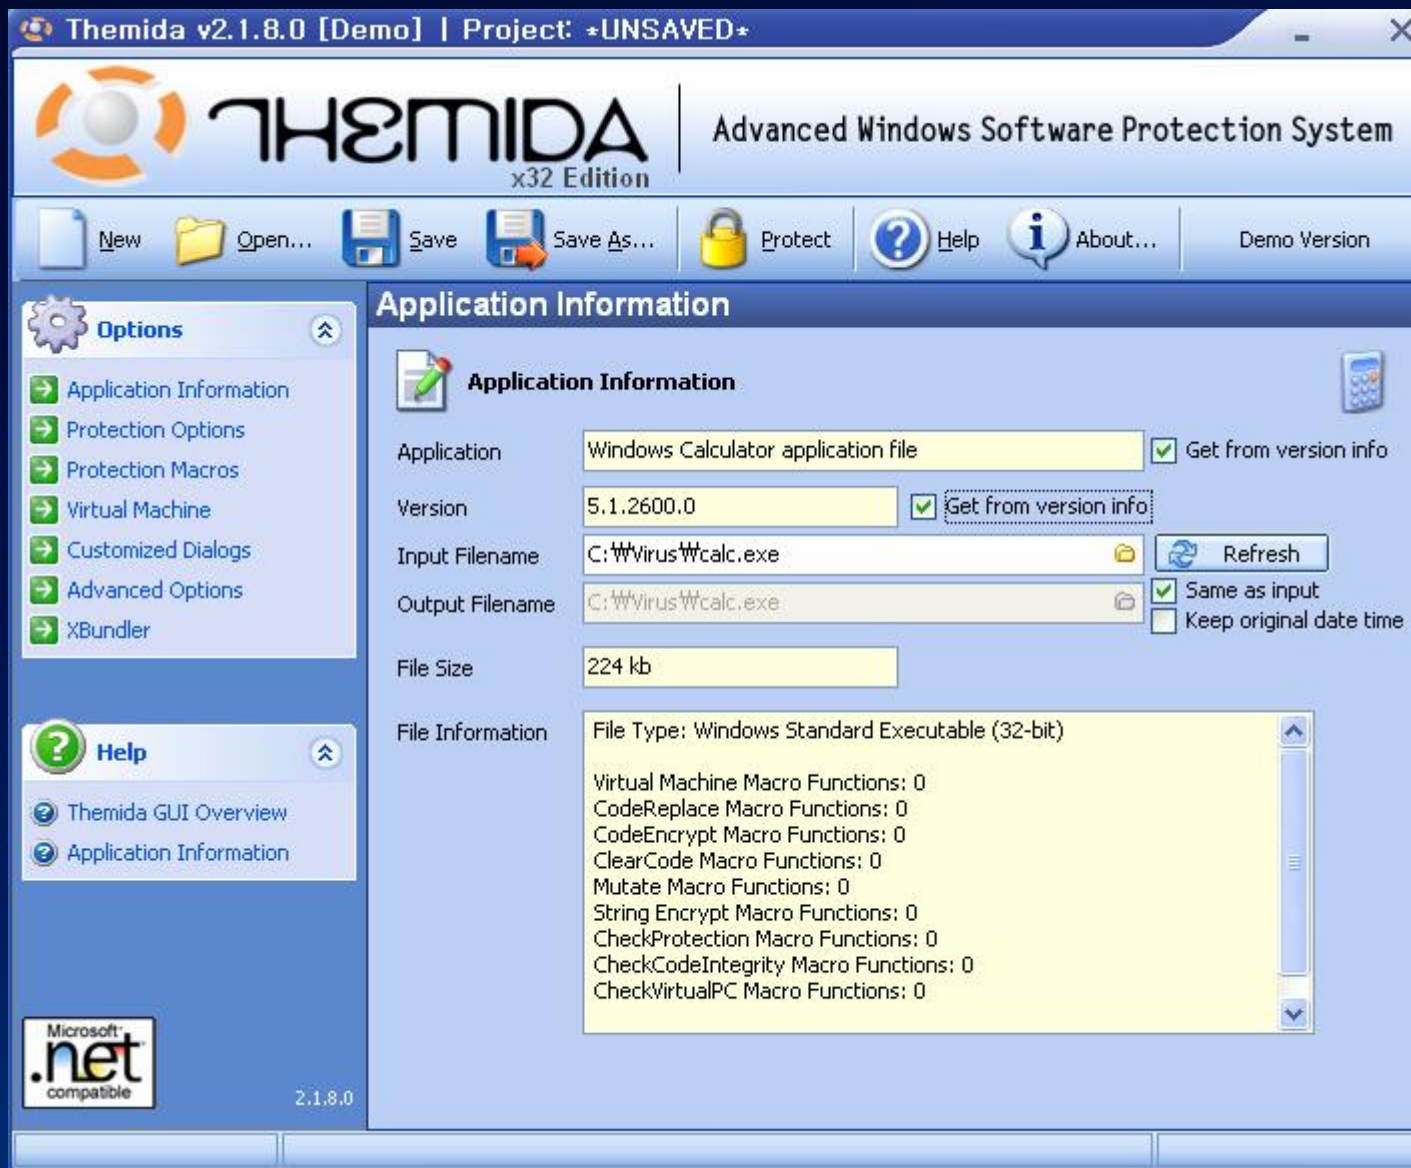 Themida v2.1.8.0 [Demo] | Project: *UNSAVED*
THEMIDA
x32 Edition
Advanced Windows Software Protection System
New Open... Save Save As... Protect Help About... Demo Version
Options
Application Information
Protection Options
Protection Macros
Virtual Machine
Customized Dialogs
Advanced Options
XBundler
Help
Themida GUI Overview
Application Information
Microsoft
.net
compatible
2.1.8.0
Application Information
Application Information
Application Windows Calculator application file Get from version info
Version 5.1.2600.0 Get from version info
Input Filename C:₩Virus₩calc.exe Refresh
Output Filename C:₩Virus₩calc.exe Same as input
Keep original date time
File Size 224 kb
File Information File Type: Windows Standard Executable (32-bit)
Virtual Machine Macro Functions: 0
CodeReplace Macro Functions: 0
CodeEncrypt Macro Functions: 0
ClearCode Macro Functions: 0
Mutate Macro Functions: 0
String Encrypt Macro Functions: 0
CheckProtection Macro Functions: 0
CheckCodeIntegrity Macro Functions: 0
CheckVirtualPC Macro Functions: 0